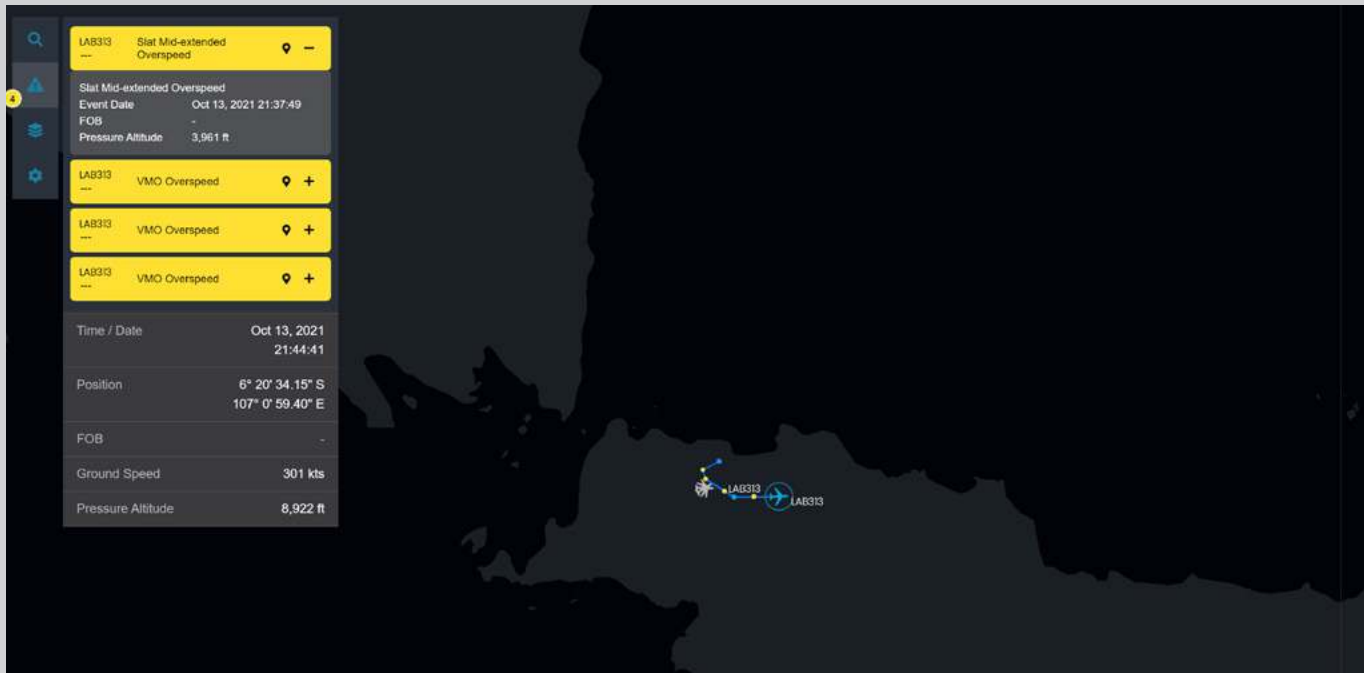 LAB313 Slat Mid-extended
--- Overspeed
4
Slat Mid-extended Overspeed
Event Date Oct 13, 2021 21:37:49
FOB -
Pressure Altitude 3,961 ft
LAB313 VMO Overspeed
---
LAB313 VMO Overspeed
---
LAB313 VMO Overspeed
---
Time / Date Oct 13, 2021
21:44:41
Position 6° 20' 34.15" S
107° 0' 59.40" E
FOB -
Ground Speed 301 kts
Pressure Altitude 8,922 ft
LAB313
LAB313